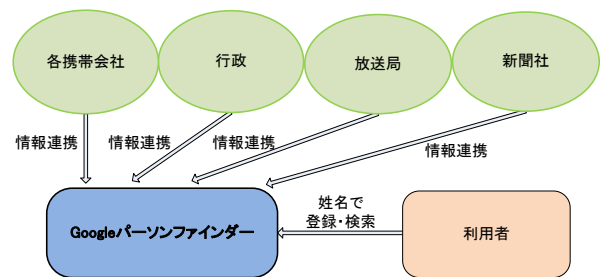 各携帯会社
行政
放送局
新聞社
情報連携
情報連携
情報連携
情報連携
姓名で
登録・検索
Googleパーソンファインダー
利用者